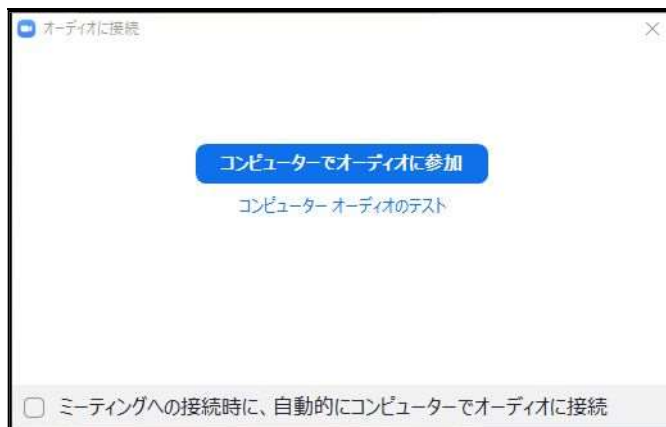 オーディオに接続
コンピューターでオーディオに参加
コンピューター オーディオのテスト
ミーティングへの接続時に、自動的にコンピューターでオーディオに接続